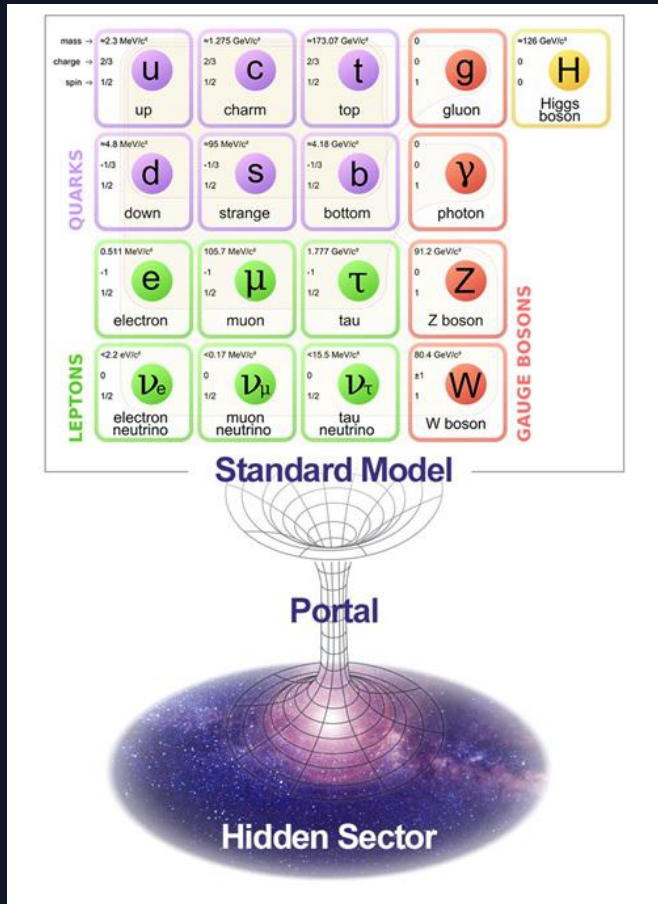 mass → ≈2.3 MeV/c² ≈1.275 GeV/c² ≈173.07 GeV/c² 0 ≈126 GeV/c²
charge → 2/3 2/3 2/3 0 0
spin → 1/2 1/2 1/2 1 0
u c t g H
up charm top gluon Higgs
boson
QUARKS
≈4.8 MeV/c² ≈95 MeV/c² ≈4.18 GeV/c² 0
-1/3 -1/3 -1/3 0
1/2 1/2 1/2 1
d s b γ
down strange bottom photon
0.511 MeV/c² 105.7 MeV/c² 1.777 GeV/c² 91.2 GeV/c²
-1 -1 -1 0
1/2 1/2 1/2 1
e μ τ Z
electron muon tau Z boson
LEPTONS
<2.2 eV/c² <0.17 MeV/c² <15.5 MeV/c² 80.4 GeV/c²
0 0 0 ±1
1/2 1/2 1/2 1
νe νμ ντ W
electron muon tau W boson
neutrino neutrino neutrino
GAUGE BOSONS
Standard Model
Portal
Hidden Sector